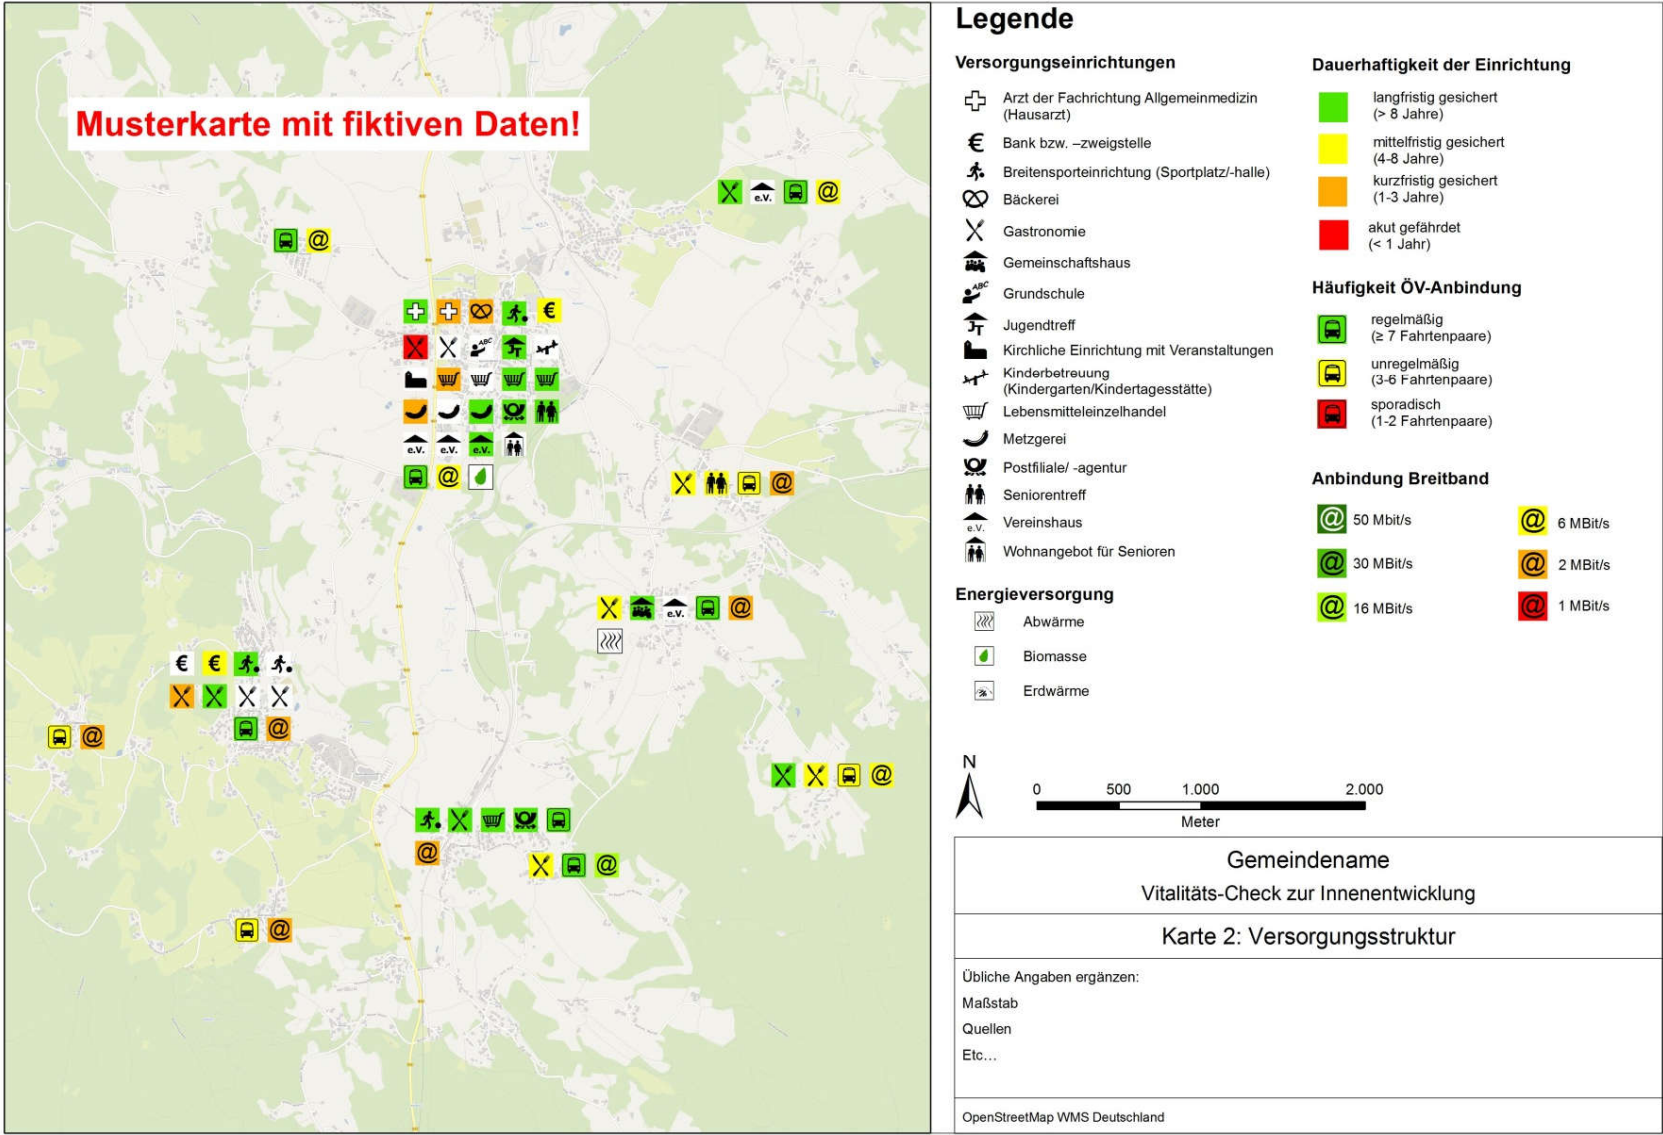 Musterkarte mit fiktiven Daten!
Legende
Versorgungseinrichtungen
Arzt der Fachrichtung Allgemeinmedizin
(Hausarzt)
€ Bank bzw. –zweigstelle
Breitensporteinrichtung (Sportplatz/-halle)
Bäckerei
Gastronomie
Gemeinschaftshaus
ABC Grundschule
JT Jugendtreff
Kirchliche Einrichtung mit Veranstaltungen
Kinderbetreuung
(Kindergarten/Kindertagesstätte)
Lebensmitteleinzelhandel
Metzgerei
Postfiliale/ -agentur
Seniorentreff
e.V. Vereinshaus
Wohnangebot für Senioren
Energieversorgung
Abwärme
Biomasse
Erdwärme
Dauerhaftigkeit der Einrichtung
langfristig gesichert
(> 8 Jahre)
mittelfristig gesichert
(4-8 Jahre)
kurzfristig gesichert
(1-3 Jahre)
akut gefährdet
(< 1 Jahr)
Häufigkeit ÖV-Anbindung
regelmäßig
(≥ 7 Fahrtenpaare)
unregelmäßig
(3-6 Fahrtenpaare)
sporadisch
(1-2 Fahrtenpaare)
Anbindung Breitband
@ 50 Mbit/s
@ 30 MBit/s
@ 16 MBit/s
@ 6 MBit/s
@ 2 MBit/s
@ 1 MBit/s
N
0 500 1.000 2.000
Meter
Gemeindename
Vitalitäts-Check zur Innenentwicklung
Karte 2: Versorgungsstruktur
Übliche Angaben ergänzen:
Maßstab
Quellen
Etc…
OpenStreetMap WMS Deutschland